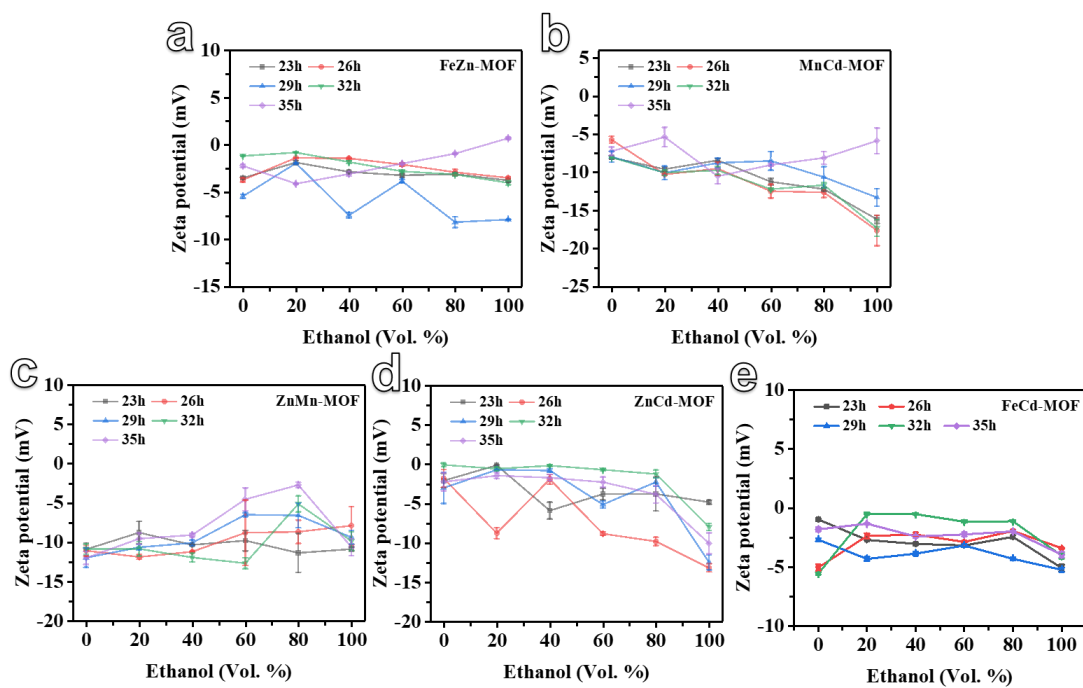 a
10
5
0
-5
-10
-15
Zeta potential (mV)
23h 26h
29h 32h
35h
FeZn-MOF
0 20 40 60 80 100
Ethanol (Vol. %)
b
5
0
-5
-10
-15
-20
-25
Zeta potential (mV)
23h 26h
29h 32h
35h
MnCd-MOF
0 20 40 60 80 100
Ethanol (Vol. %)
c
10
5
0
-5
-10
-15
-20
Zeta potential (mV)
23h 26h
29h 32h
35h
ZnMn-MOF
0 20 40 60 80 100
Ethanol (Vol. %)
d
10
5
0
-5
-10
-15
-20
Zeta potential (mV)
23h 26h
29h 32h
35h
ZnCd-MOF
0 20 40 60 80 100
Ethanol (Vol. %)
e
10
5
0
-5
-10
Zeta potential (mV)
23h 26h FeCd-MOF
29h 32h 35h
0 20 40 60 80 100
Ethanol (Vol. %)